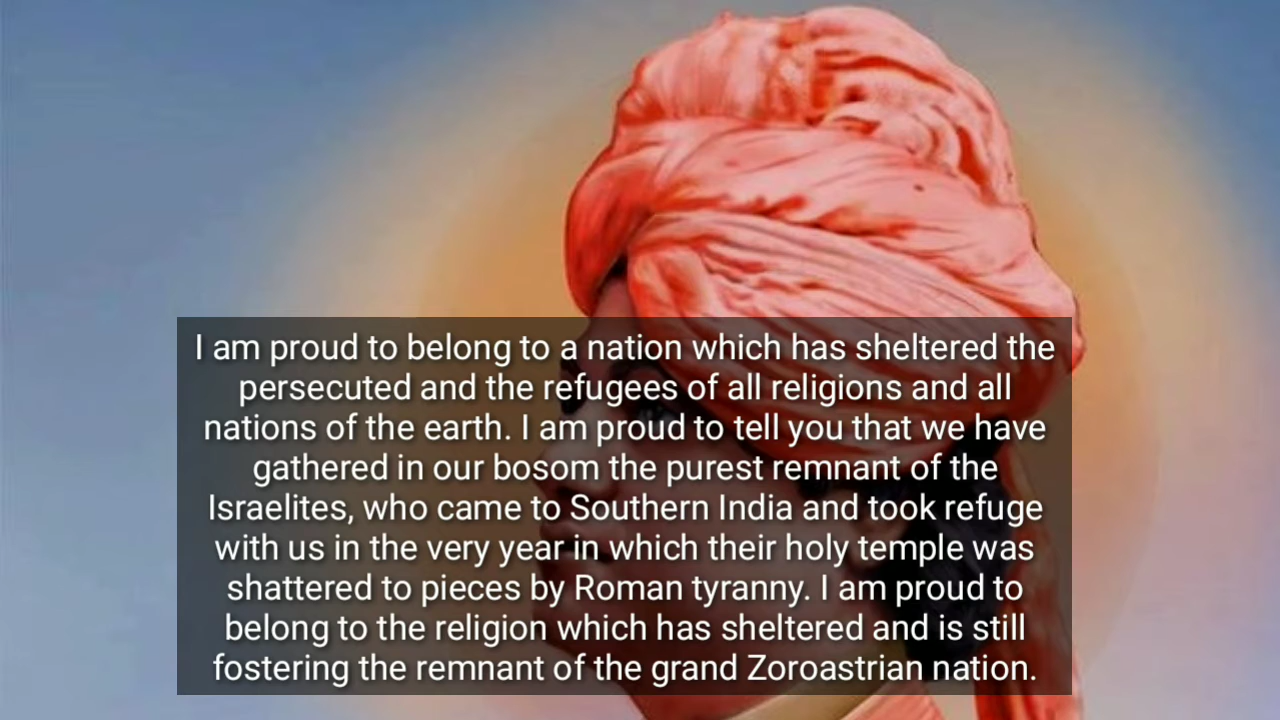 I am proud to belong to a nation which has sheltered the
persecuted and the refugees of all religions and all
nations of the earth. I am proud to tell you that we have
gathered in our bosom the purest remnant of the
Israelites, who came to Southern India and took refuge
with us in the very year in which their holy temple was
shattered to pieces by Roman tyranny. I am proud to
belong to the religion which has sheltered and is still
fostering the remnant of the grand Zoroastrian nation.